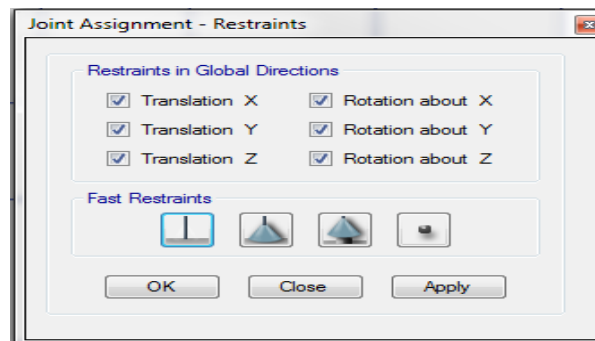 Joint Assignment - Restraints
Restraints in Global Directions
Translation X Rotation about X
Translation Y Rotation about Y
Translation Z Rotation about Z
Fast Restraints
OK Close Apply